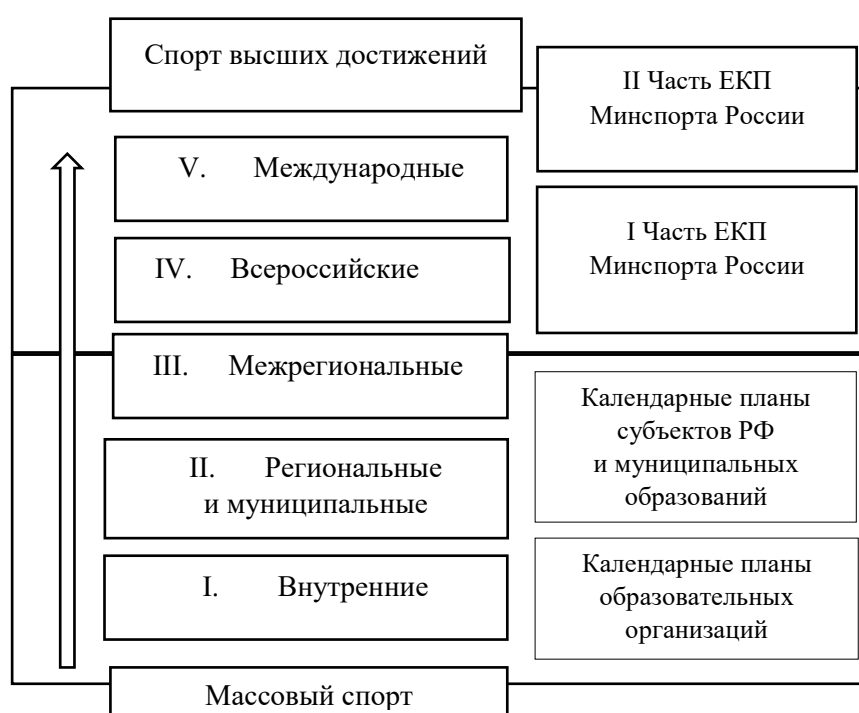 Спорт высших достижений
II Часть ЕКП
Минспорта России
V. Международные
I Часть ЕКП
Минспорта России
IV. Всероссийские
III. Межрегиональные
Календарные планы
субъектов РФ
и муниципальных
образований
II. Региональные
и муниципальные
Календарные планы
образовательных
организаций
I. Внутренние
Массовый спорт